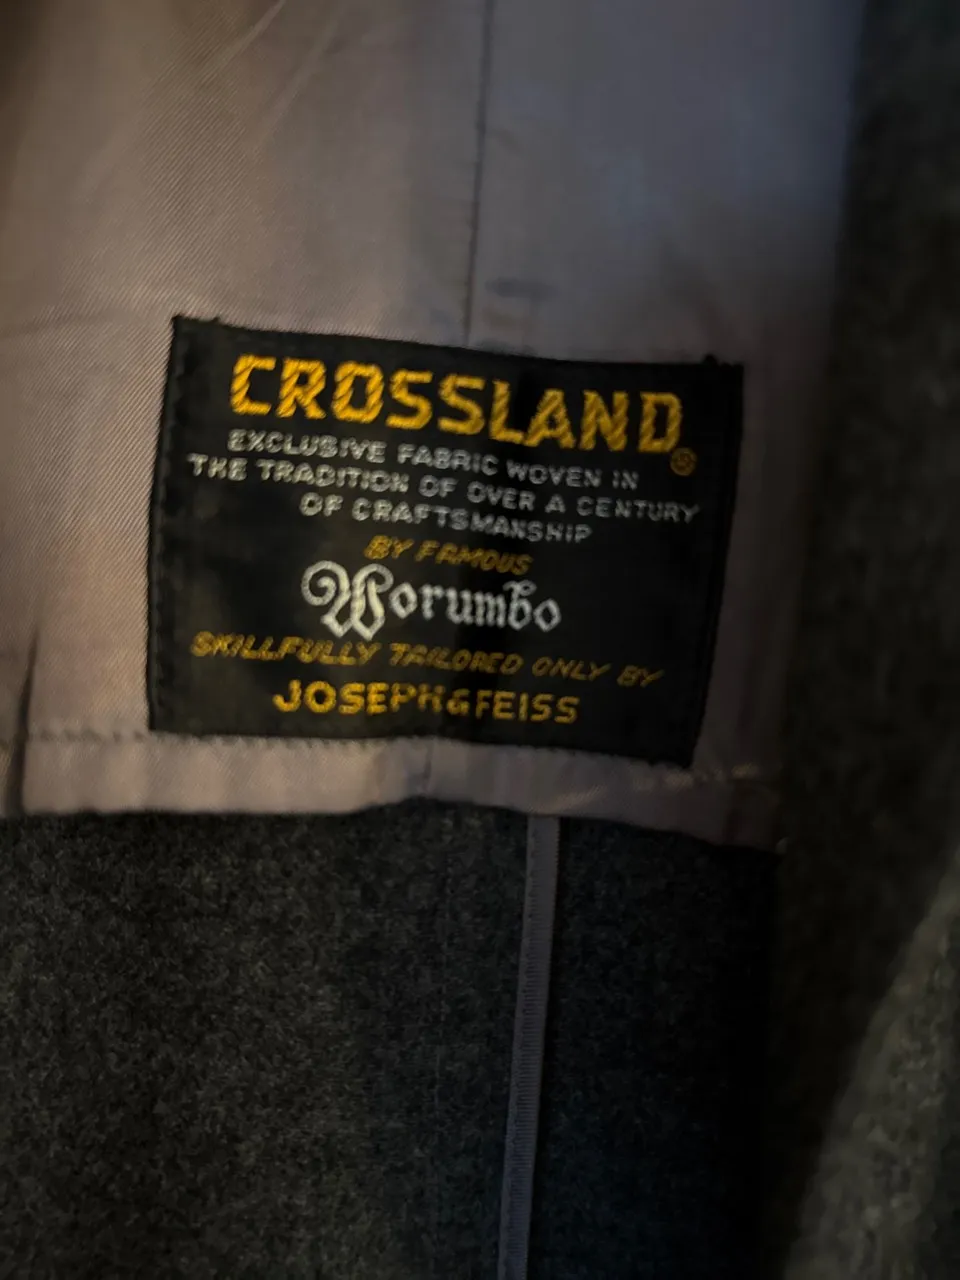 CROSSLAND®
EXCLUSIVE FABRIC WOVEN IN
THE TRADITION OF OVER A CENTURY
OF CRAFTSMANSHIP
BY FAMOUS
Worumbo
SKILLFULLY TAILORED ONLY BY
JOSEPH & FEISS